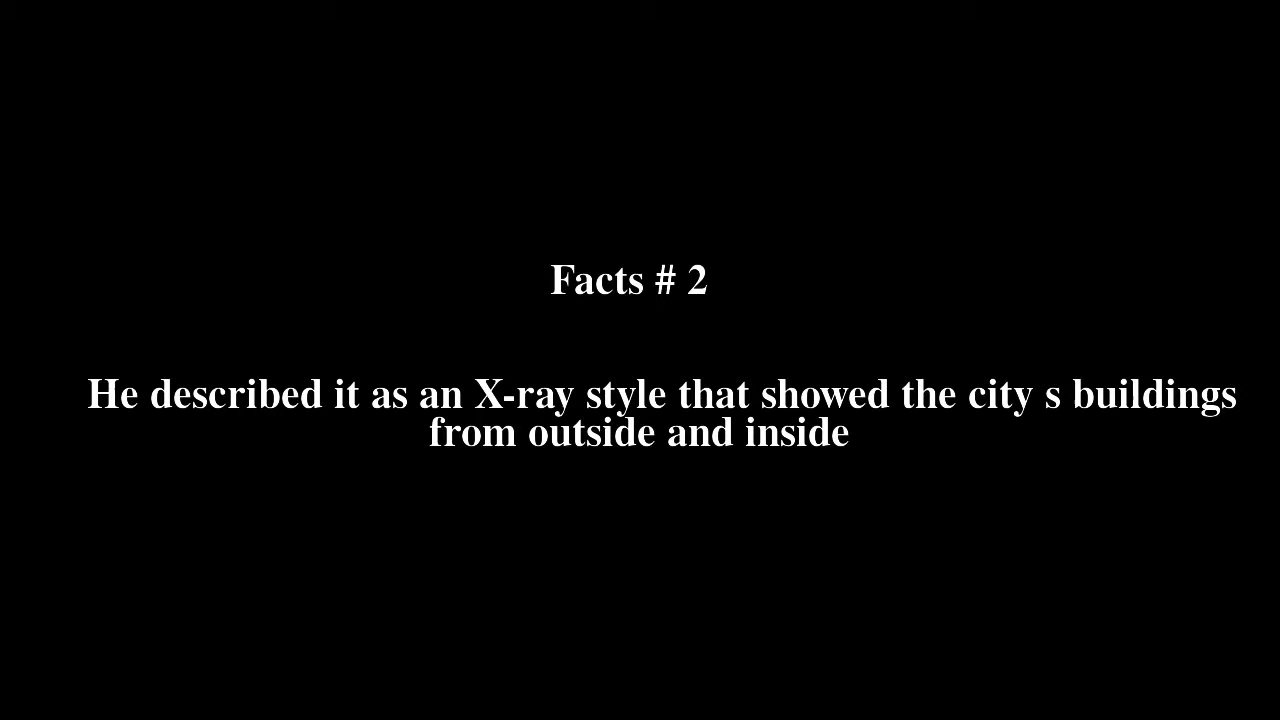 Facts # 2
He described it as an X-ray style that showed the city s buildings
from outside and inside